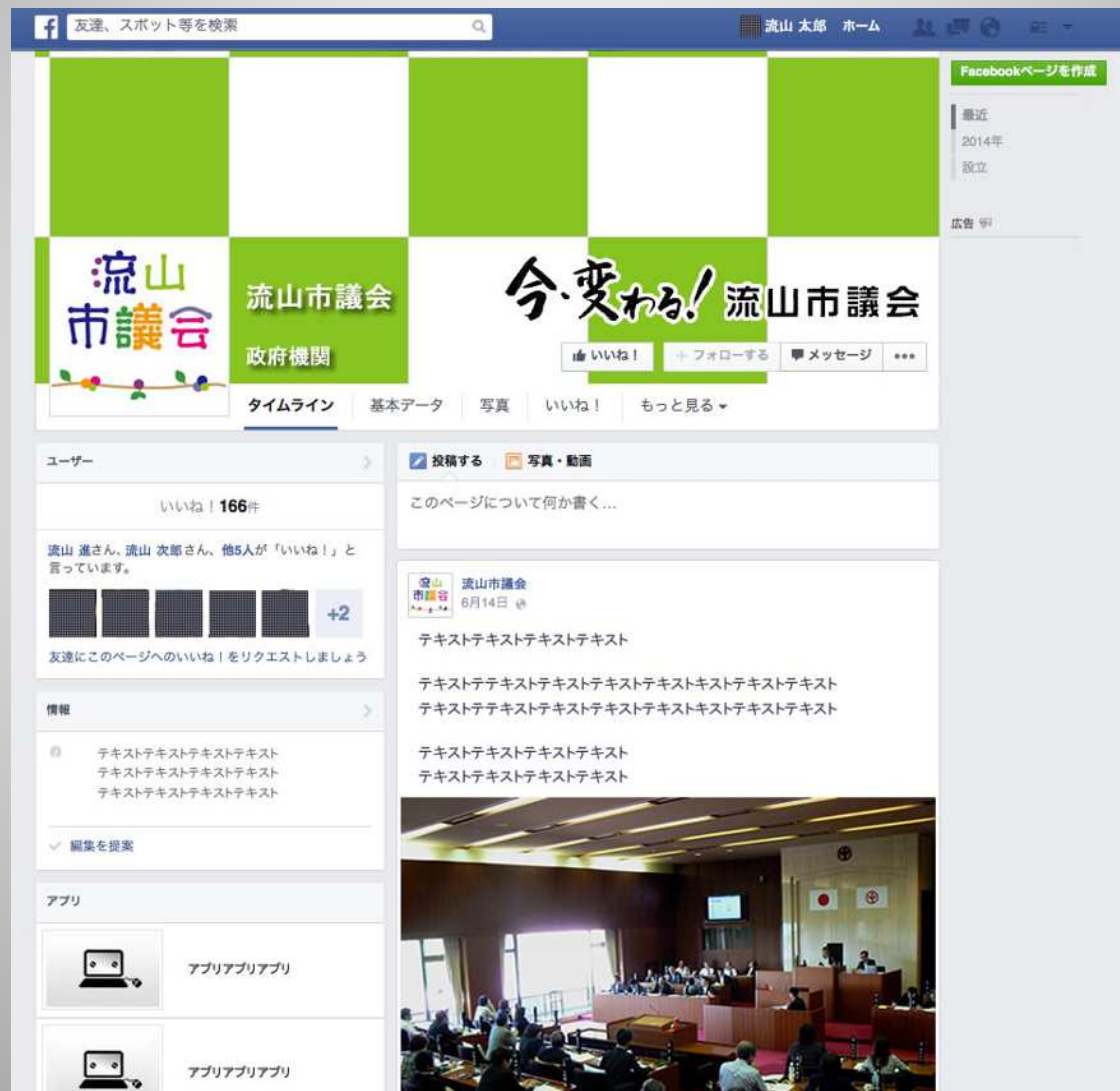 友達、スポット等を検索
流山 太郎 ホーム
Facebookページを作成
最近
2014年
設立
広告
流山
市議会
流山市議会
政府機関
今・変わる!流山市議会
いいね!
+ フォローする
メッセージ
タイムライン
基本データ
写真
いいね!
もっと見る
ユーザー
いいね!166件
流山 進さん、流山 次郎さん、他5人が「いいね!」と
言っています。
+2
友達にこのページへのいいね!をリクエストしましょう
情報
テキストテキストテキストテキスト
テキストテキストテキストテキスト
テキストテキストテキストテキスト
編集を提案
アプリ
アプリアプリアプリ
アプリアプリアプリ
投稿する
写真・動画
このページについて何か書く...
流山
市議会
流山市議会
6月14日
テキストテキストテキストテキスト
テキストテテキストテキストテキストテキストキストテキストテキスト
テキストテテキストテキストテキストテキストキストテキストテキスト
テキストテキストテキストテキスト
テキストテキストテキストテキスト